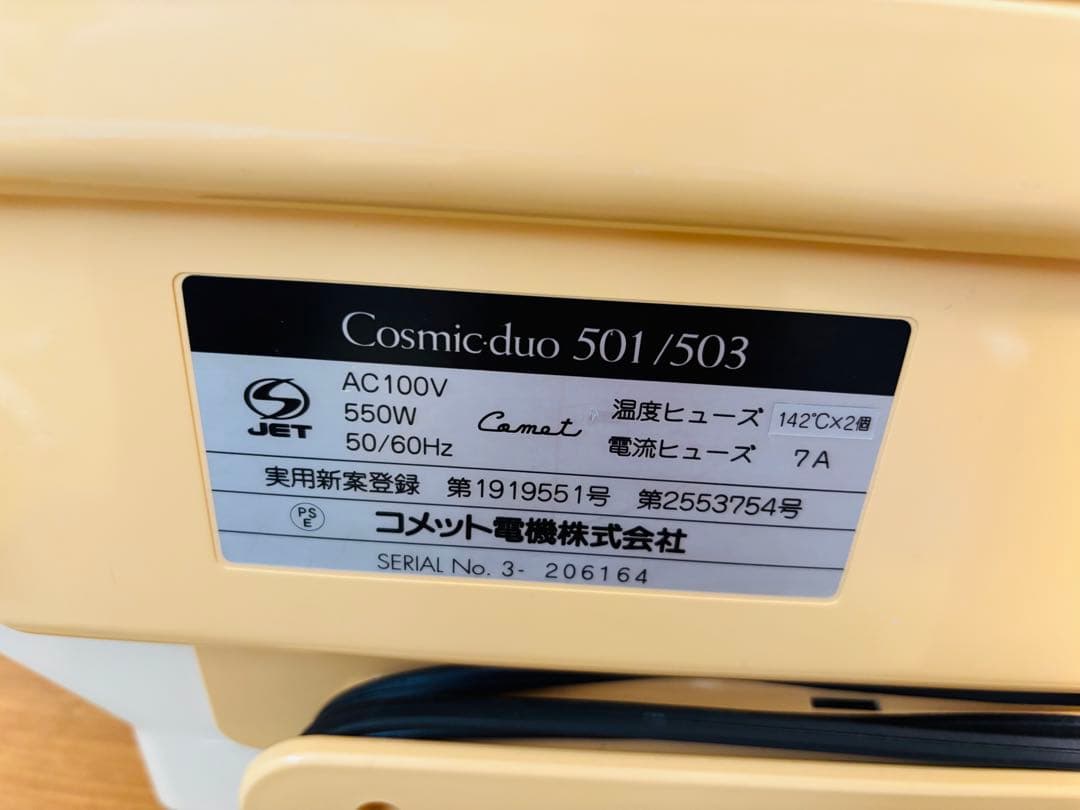 Cosmic·duo 501/503
JET
AC100V
550W
50/60Hz
Comet
温度ヒューズ 142℃×2個
電流ヒューズ 7A
実用新案登録 第1919551号 第2553754号
PSE
コメット電機株式会社
SERIAL No. 3- 206164